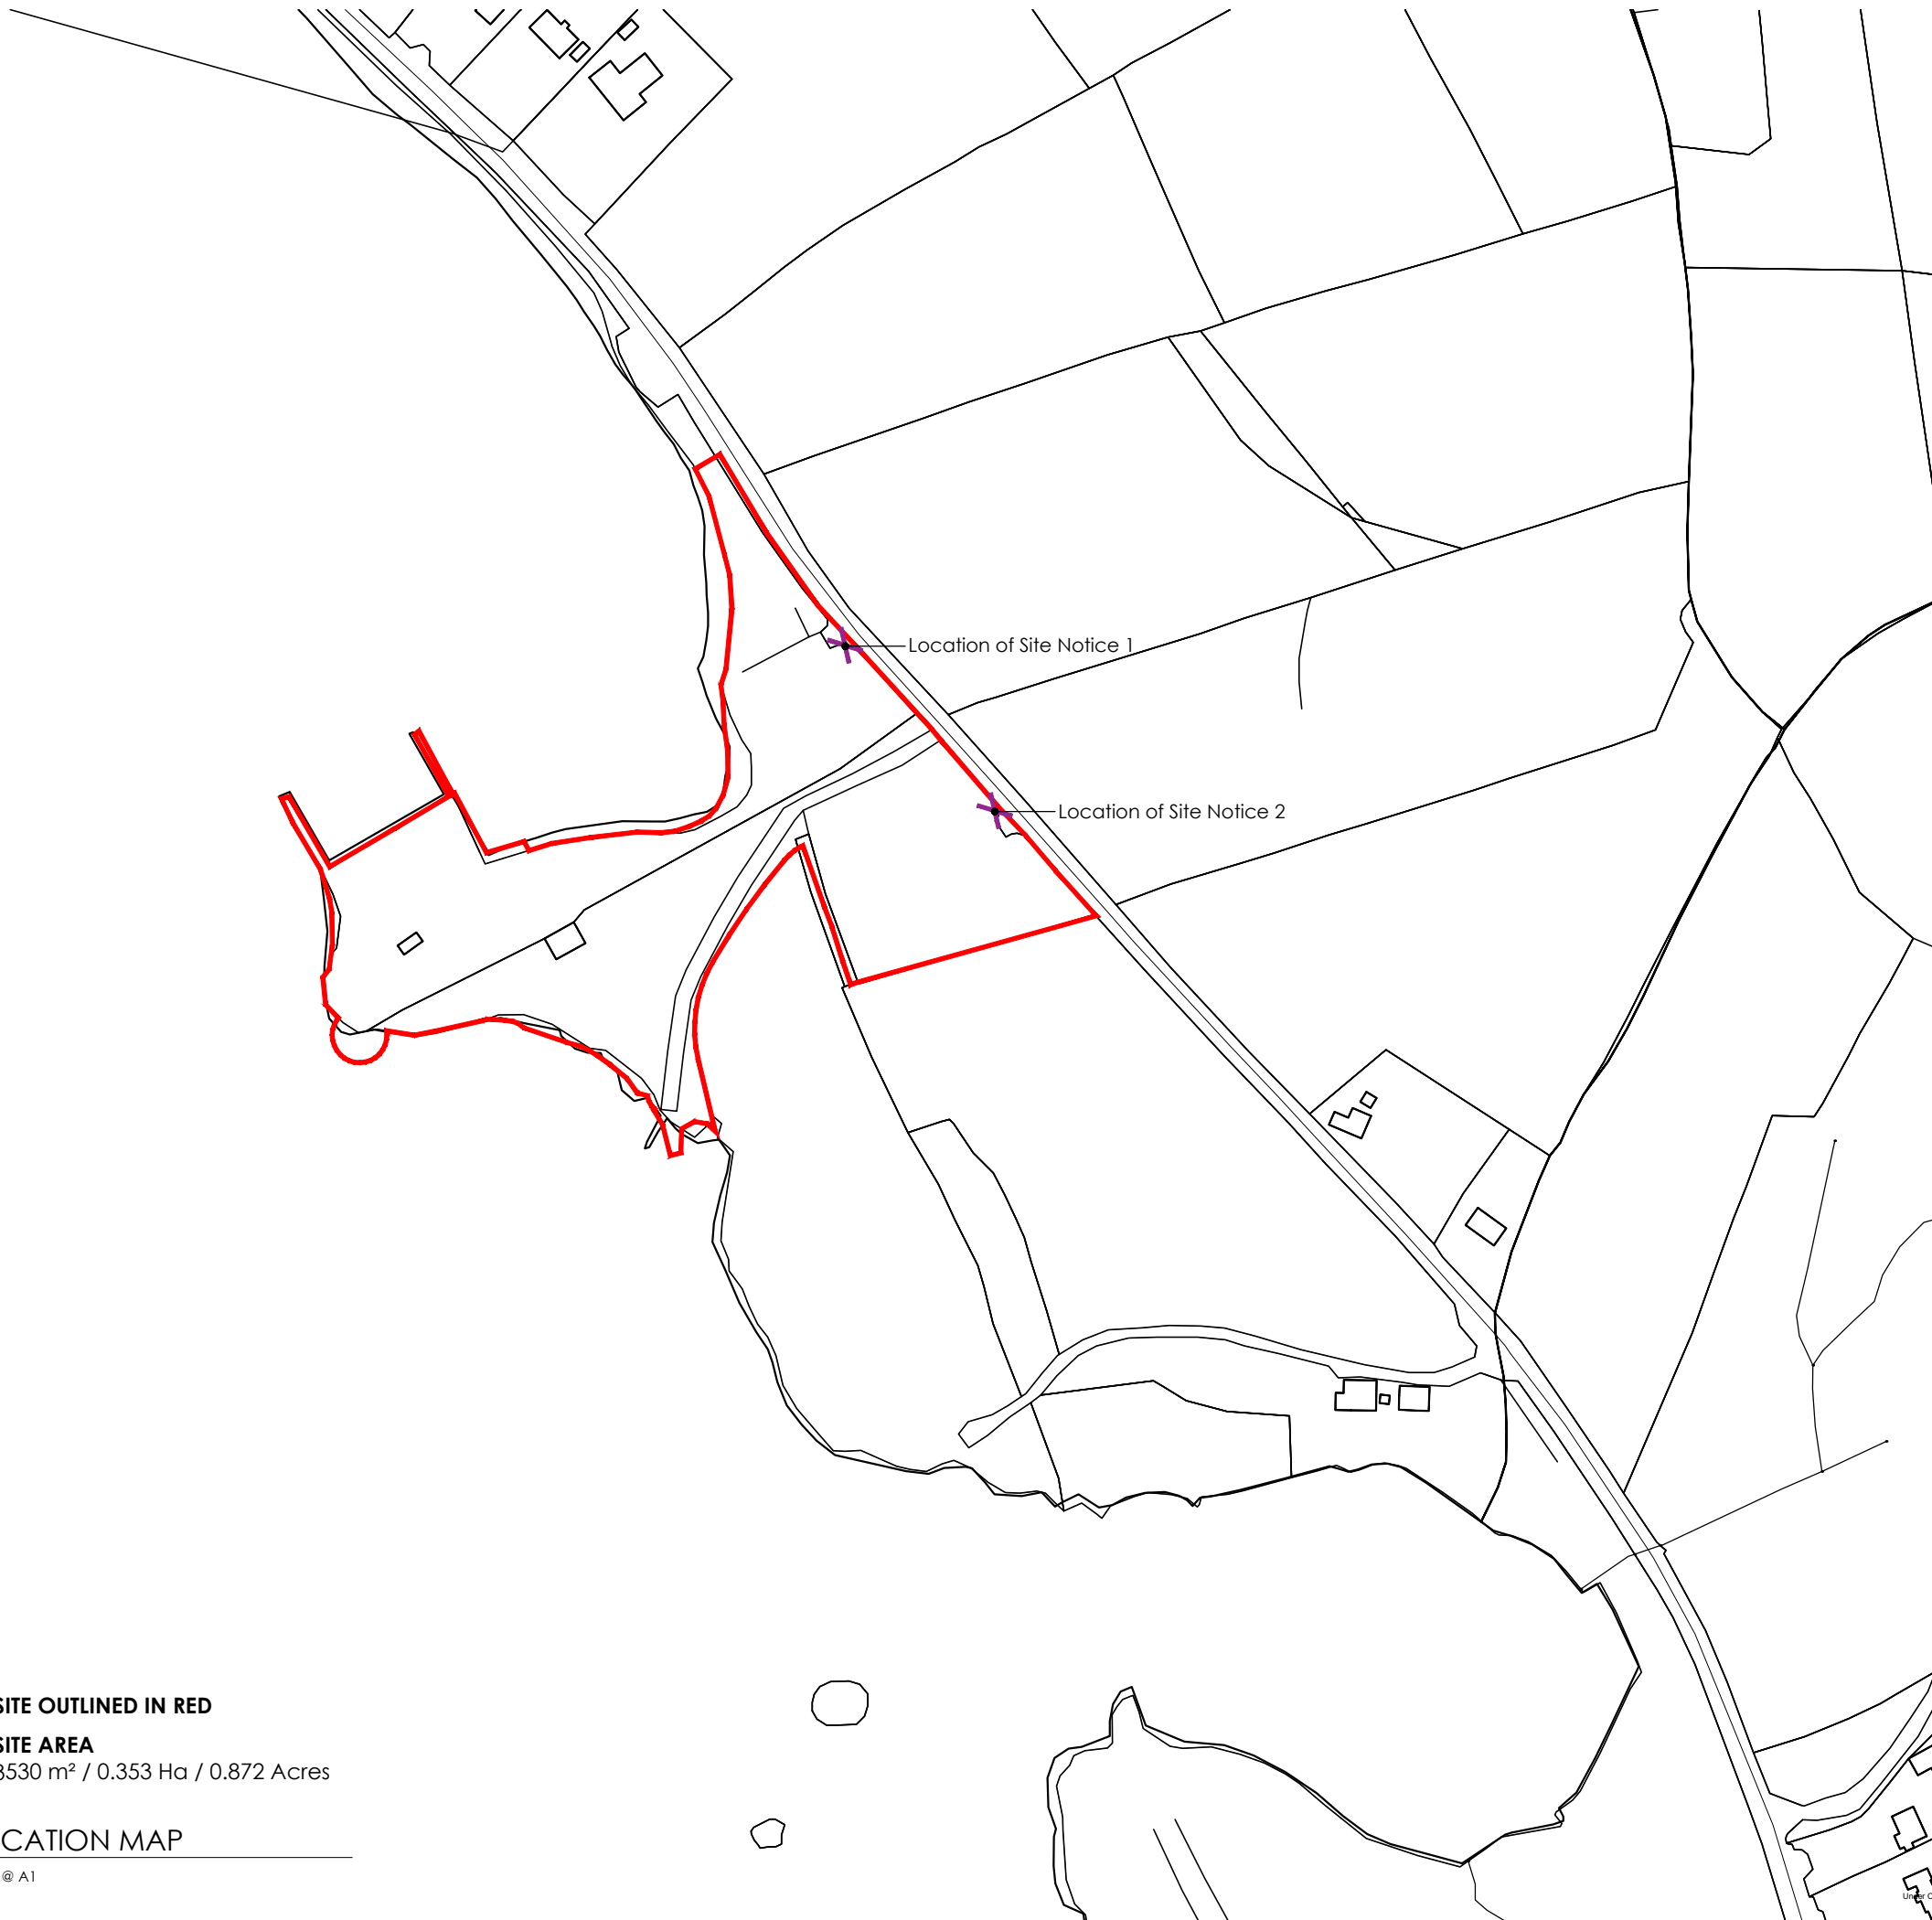 Location of Site Notice 1
Location of Site Notice 2
SITE OUTLINED IN RED
SITE AREA
3530 m² / 0.353 Ha / 0.872 Acres
CATION MAP
@ A1